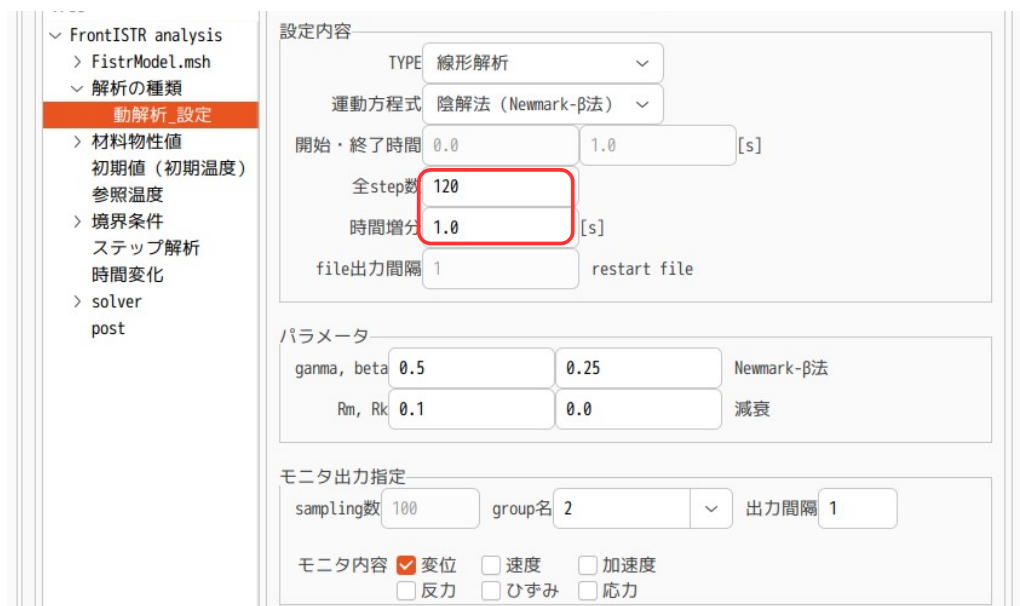 FrontISTR analysis
FistrModel.msh
解析の種類
動解析_設定
材料物性値
初期値（初期温度）
参照温度
境界条件
ステップ解析
時間変化
solver
post
設定内容
TYPE 線形解析
運動方程式 陰解法（Newmark-β法）
開始・終了時間 0.0 1.0 [s]
全step数 120
時間増分 1.0 [s]
file出力間隔 1 restart file
パラメータ
ganma, beta 0.5 0.25 Newmark-β法
Rm, Rk 0.1 0.0 減衰
モニタ出力指定
sampling数 100 group名 2 出力間隔 1
モニタ内容 変位 速度 加速度
反力 ひずみ 応力